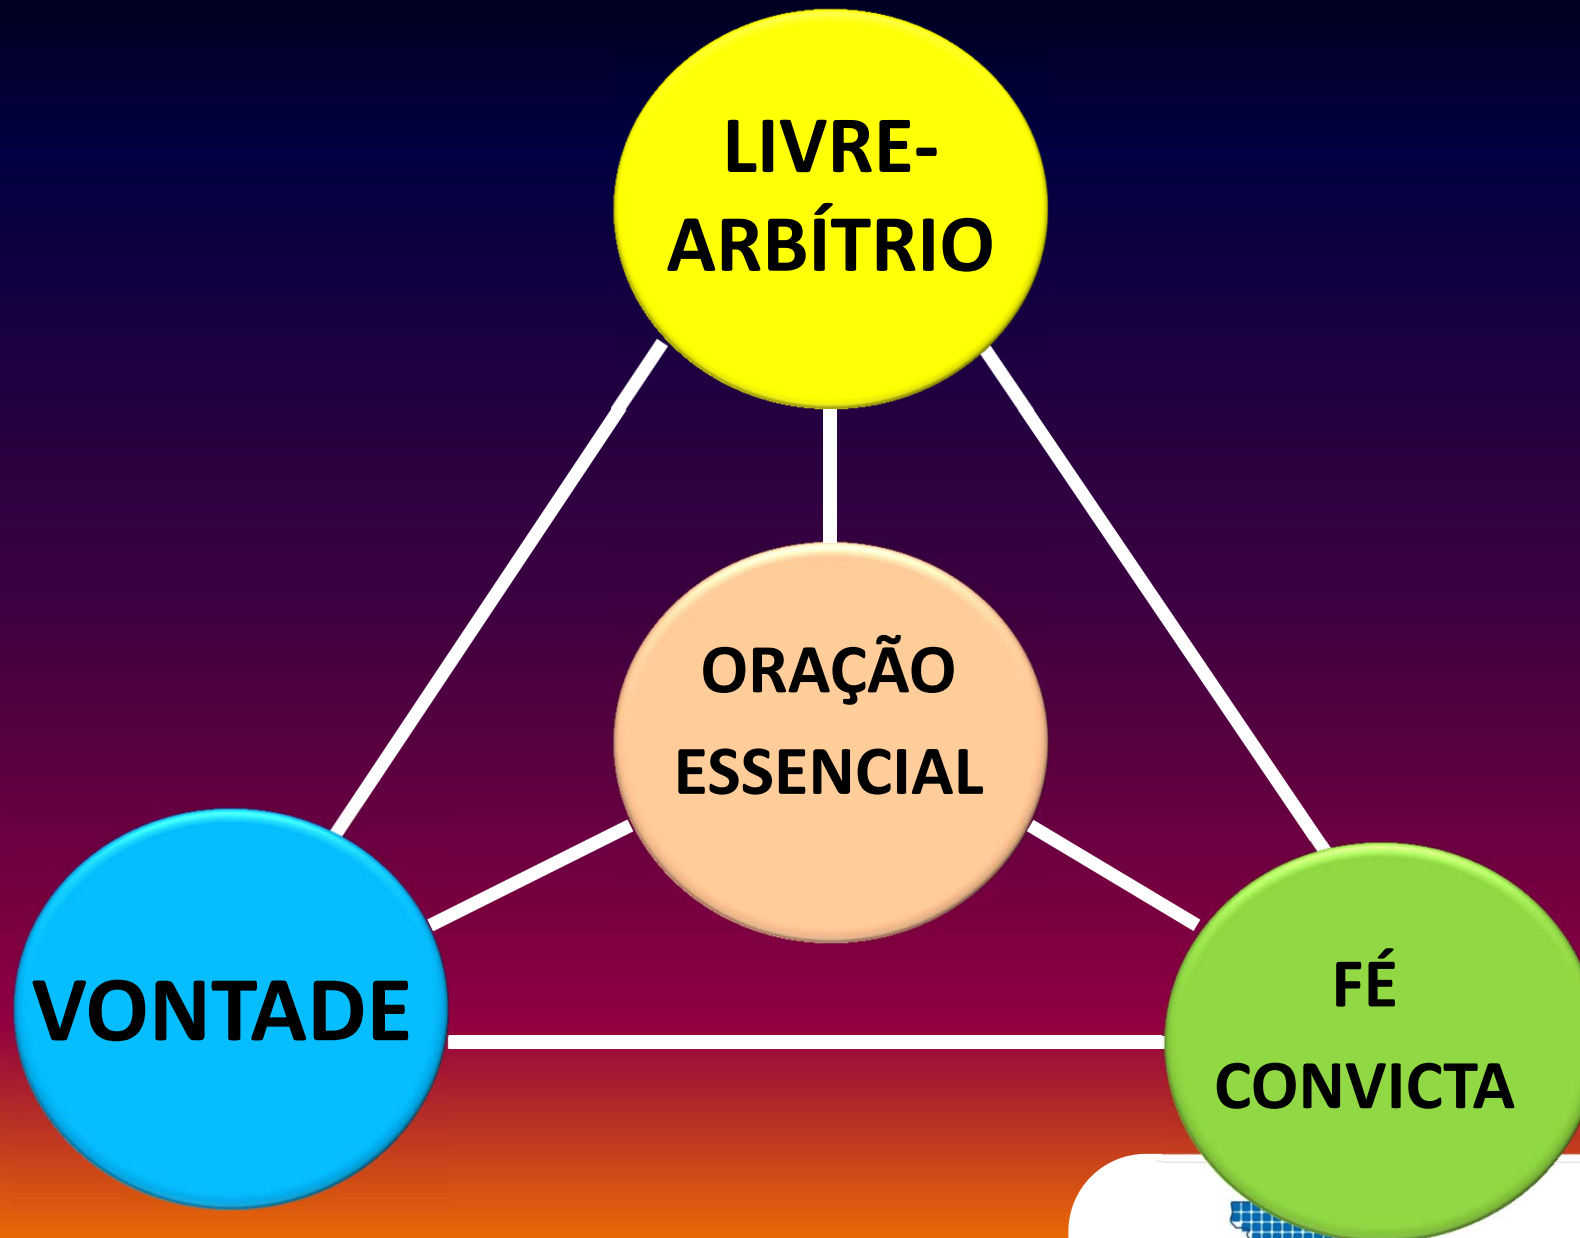 LIVRE-
ARBÍTRIO
ORAÇÃO
ESSENCIAL
VONTADE
FÉ
CONVICTA